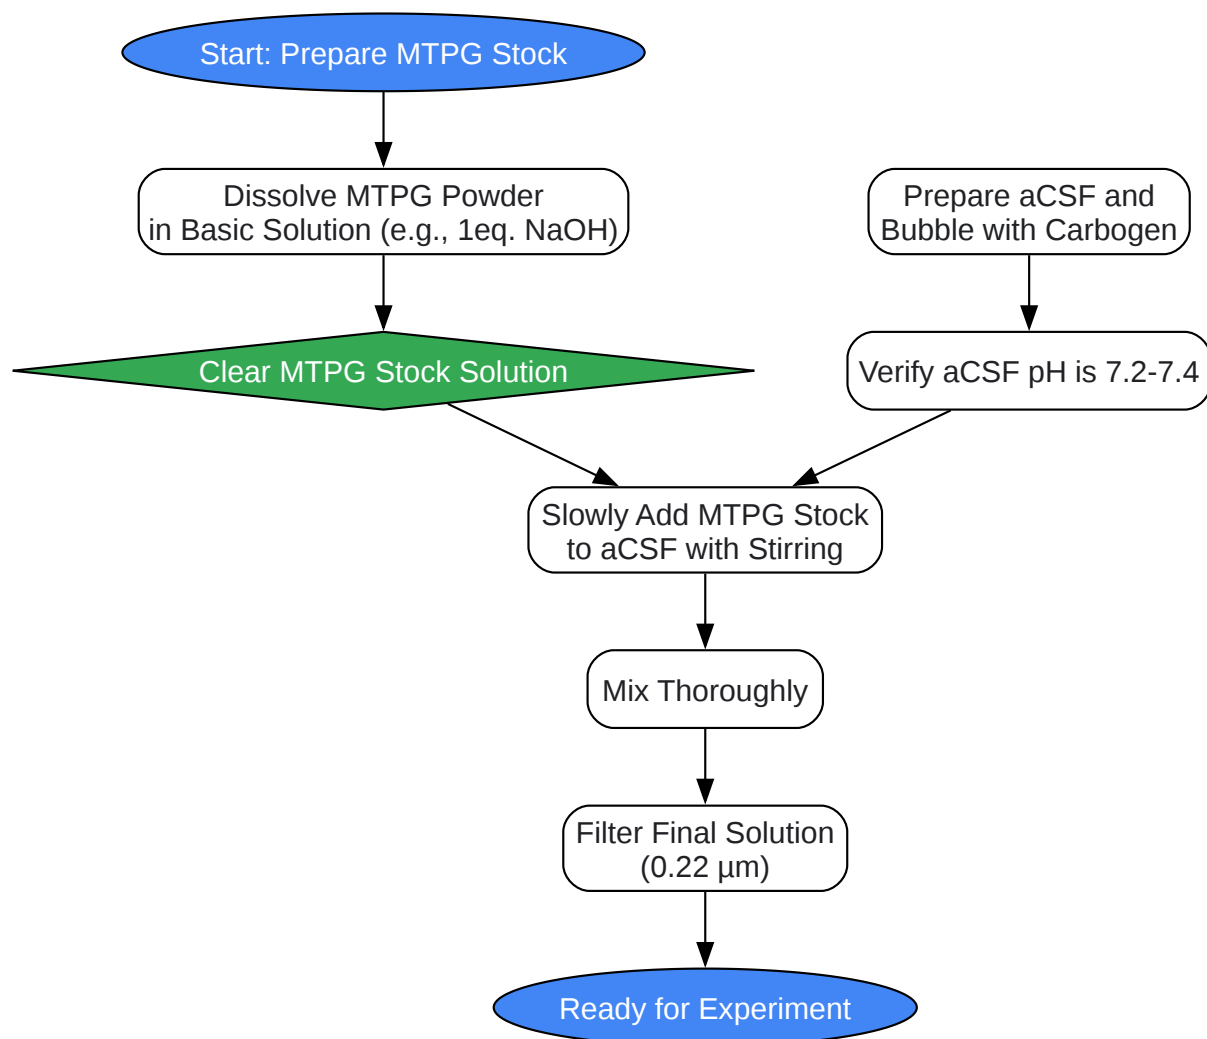 Start: Prepare MTPG Stock
Dissolve MTPG Powder
in Basic Solution (e.g., 1eq. NaOH)
Prepare aCSF and
Bubble with Carbogen
Clear MTPG Stock Solution
Verify aCSF pH is 7.2-7.4
Slowly Add MTPG Stock
to aCSF with Stirring
Mix Thoroughly
Filter Final Solution
(0.22 µm)
Ready for Experiment